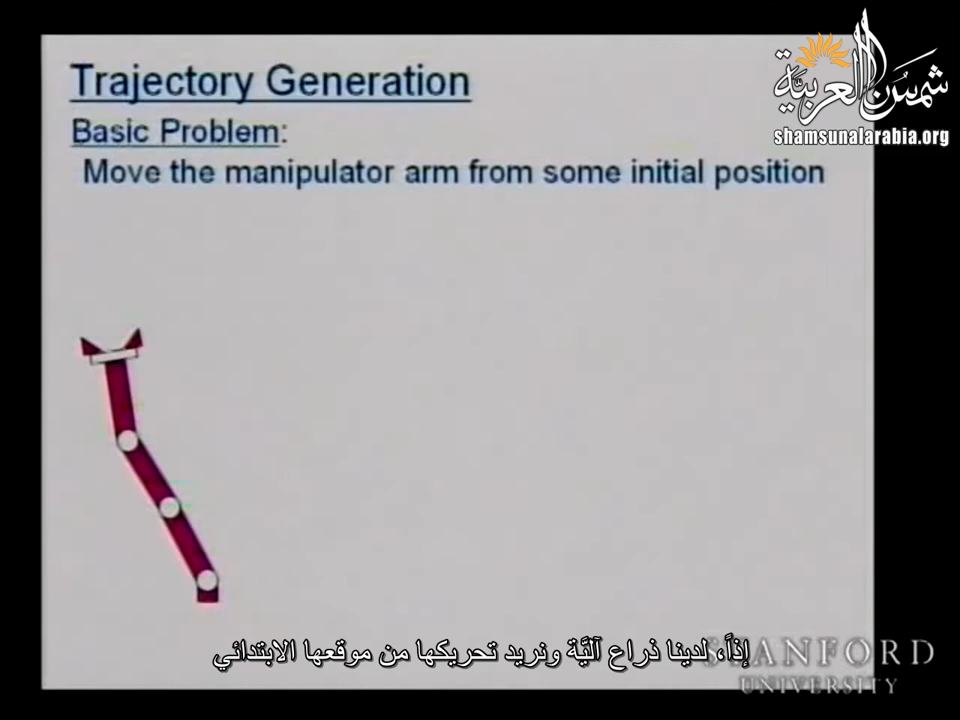 Trajectory Generation
Basic Problem:
Move the manipulator arm from some initial position
شمس العربية
shamsunalarabia.org
إذاً، لدينا ذراع آليَّة ونريد تحريكها من موقعها الابتدائي
STANFORD
UNIVERSITY